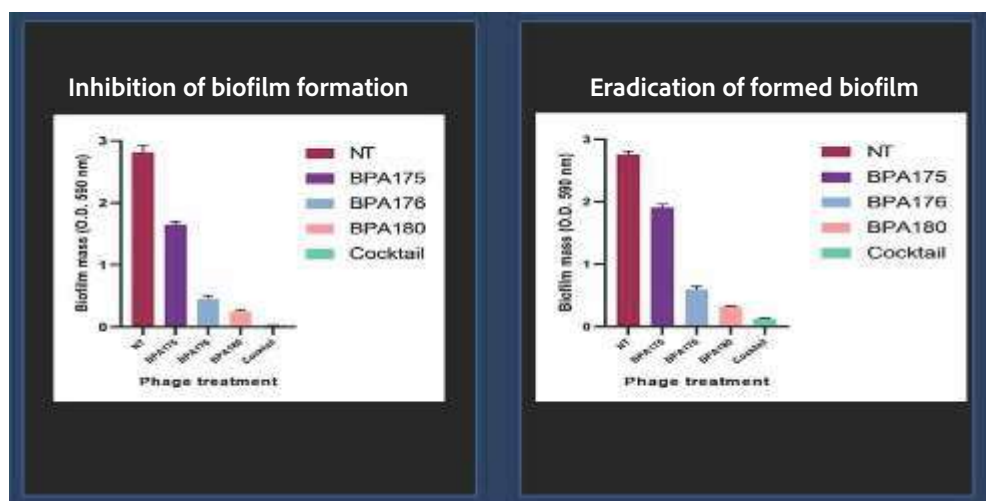 Inhibition of biofilm formation
3
2
1
0
Biofilm mass (O.D. 590 nm)
NT
BPA175
BPA176
BPA180
Cocktail
NT
BPA175
BPA176
BPA180
Cocktail
Phage treatment
Eradication of formed biofilm
3
2
1
0
Biofilm mass (O.D. 590 nm)
NT
BPA175
BPA176
BPA180
Cocktail
NT
BPA175
BPA176
BPA180
Cocktail
Phage treatment